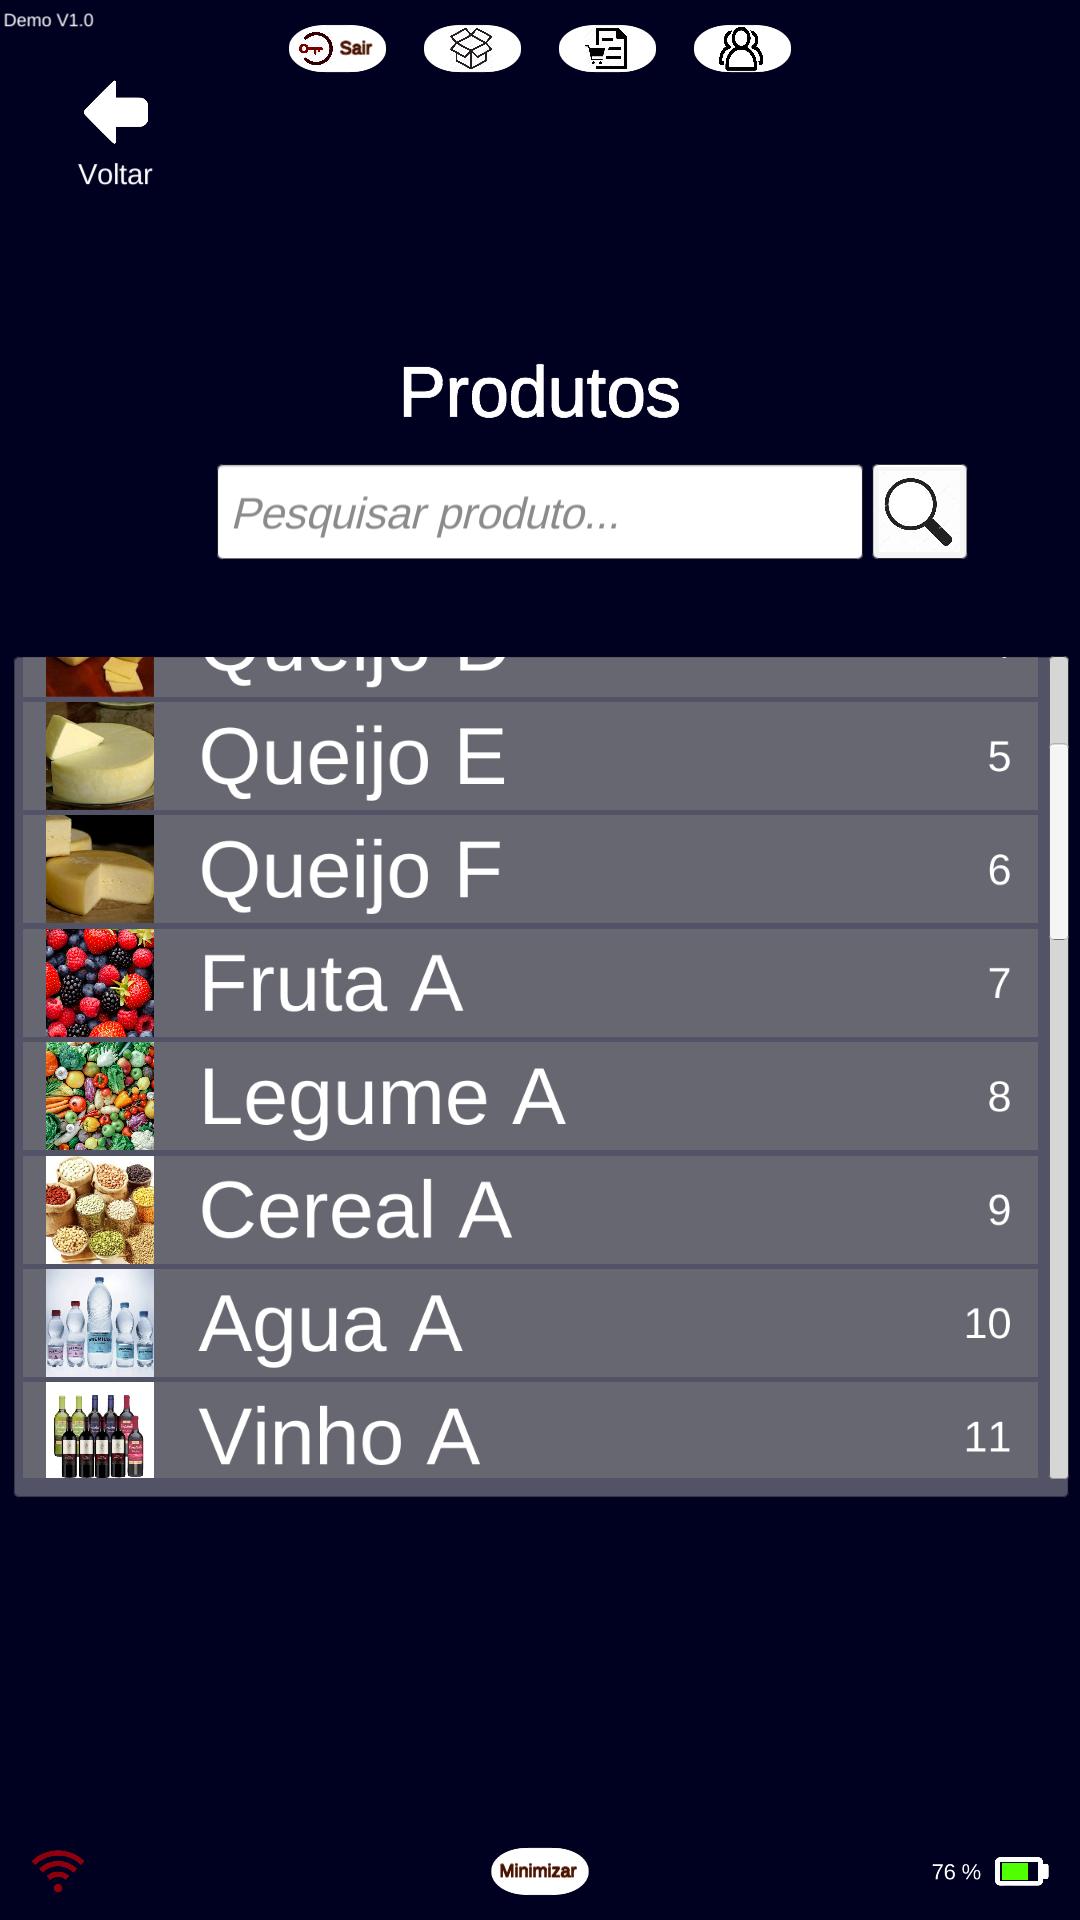 Demo V1.0
Sair
Voltar
Produtos
Pesquisar produto...
Queijo D
Queijo E 5
Queijo F 6
Fruta A 7
Legume A 8
Cereal A 9
Agua A 10
Vinho A 11
Minimizar
76 %